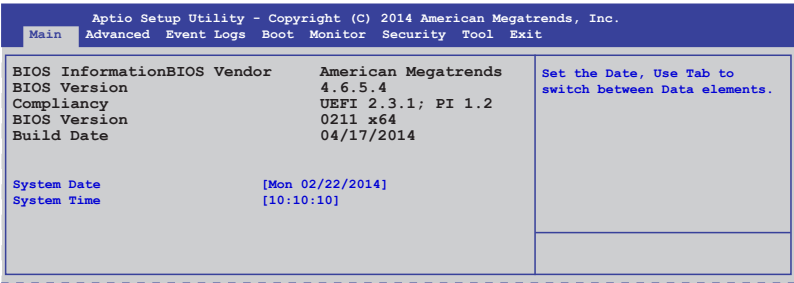 Aptio Setup Utility - Copyright (C) 2014 American Megatrends, Inc.
Main Advanced Event Logs Boot Monitor Security Tool Exit
BIOS InformationBIOS Vendor American Megatrends
BIOS Version 4.6.5.4
Compliancy UEFI 2.3.1; PI 1.2
BIOS Version 0211 x64
Build Date 04/17/2014
System Date [Mon 02/22/2014]
System Time [10:10:10]
Set the Date, Use Tab to
switch between Data elements.